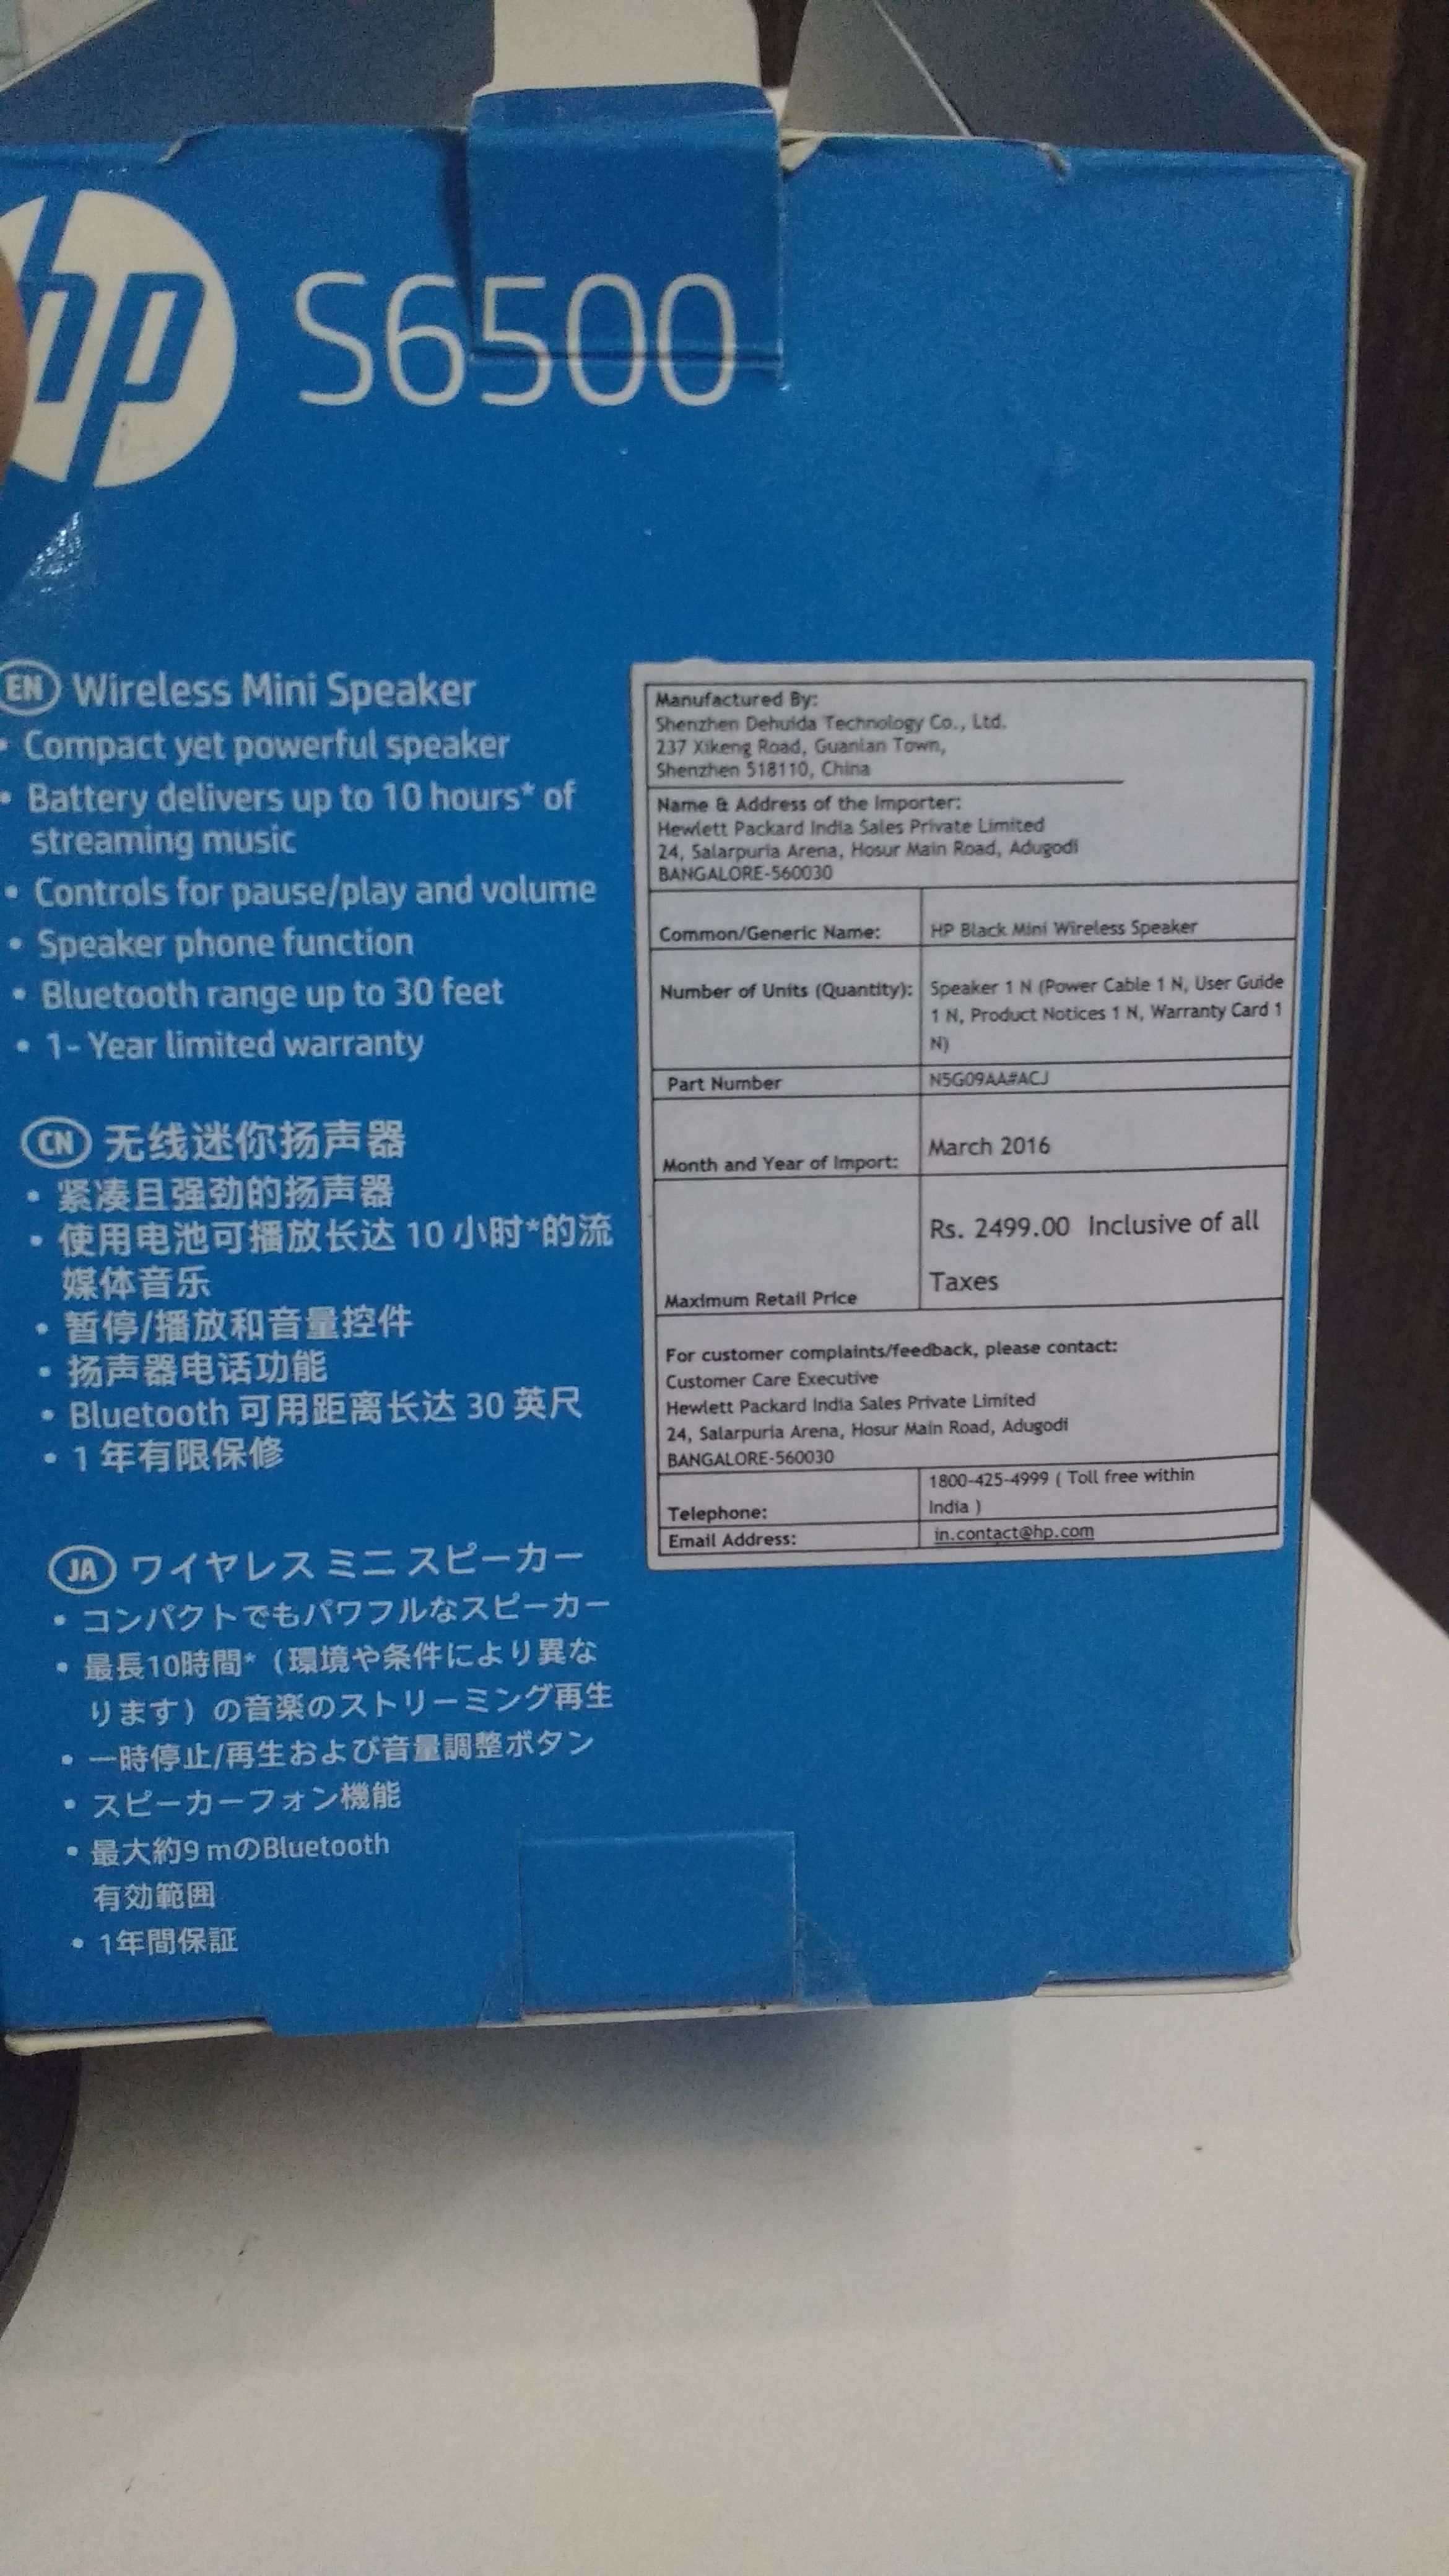 hp S6500
EN Wireless Mini Speaker
• Compact yet powerful speaker
• Battery delivers up to 10 hours* of
streaming music
• Controls for pause/play and volume
• Speaker phone function
• Bluetooth range up to 30 feet
• 1- Year limited warranty
CN 无线迷你扬声器
• 紧凑且强劲的扬声器
• 使用电池可播放长达 10 小时*的流
媒体音乐
• 暂停/播放和音量控件
• 扬声器电话功能
• Bluetooth 可用距离长达 30 英尺
• 1 年有限保修
JA ワイヤレス ミニ スピーカー
• コンパクトでもパワフルなスピーカー
• 最長10時間*（環境や条件により異な
ります）の音楽のストリーミング再生
• 一時停止/再生および音量調整ボタン
• スピーカーフォン機能
• 最大約9 mのBluetooth
有効範囲
• 1年間保証
Manufactured By:
Shenzhen Dehuida Technology Co., Ltd.
237 Xikeng Road, Guanlan Town,
Shenzhen 518110, China
Name & Address of the Importer:
Hewlett Packard India Sales Private Limited
24, Salarpuria Arena, Hosur Main Road, Adugodi
BANGALORE-560030
Common/Generic Name: HP Black Mini Wireless Speaker
Number of Units (Quantity): Speaker 1 N (Power Cable 1 N, User Guide
1 N, Product Notices 1 N, Warranty Card 1
N)
Part Number N5G09AA#ACJ
Month and Year of Import: March 2016
Rs. 2499.00 Inclusive of all
Taxes
Maximum Retail Price
For customer complaints/feedback, please contact:
Customer Care Executive
Hewlett Packard India Sales Private Limited
24, Salarpuria Arena, Hosur Main Road, Adugodi
BANGALORE-560030
1800-425-4999 ( Toll free within
Telephone: India )
Email Address: in.contact@hp.com